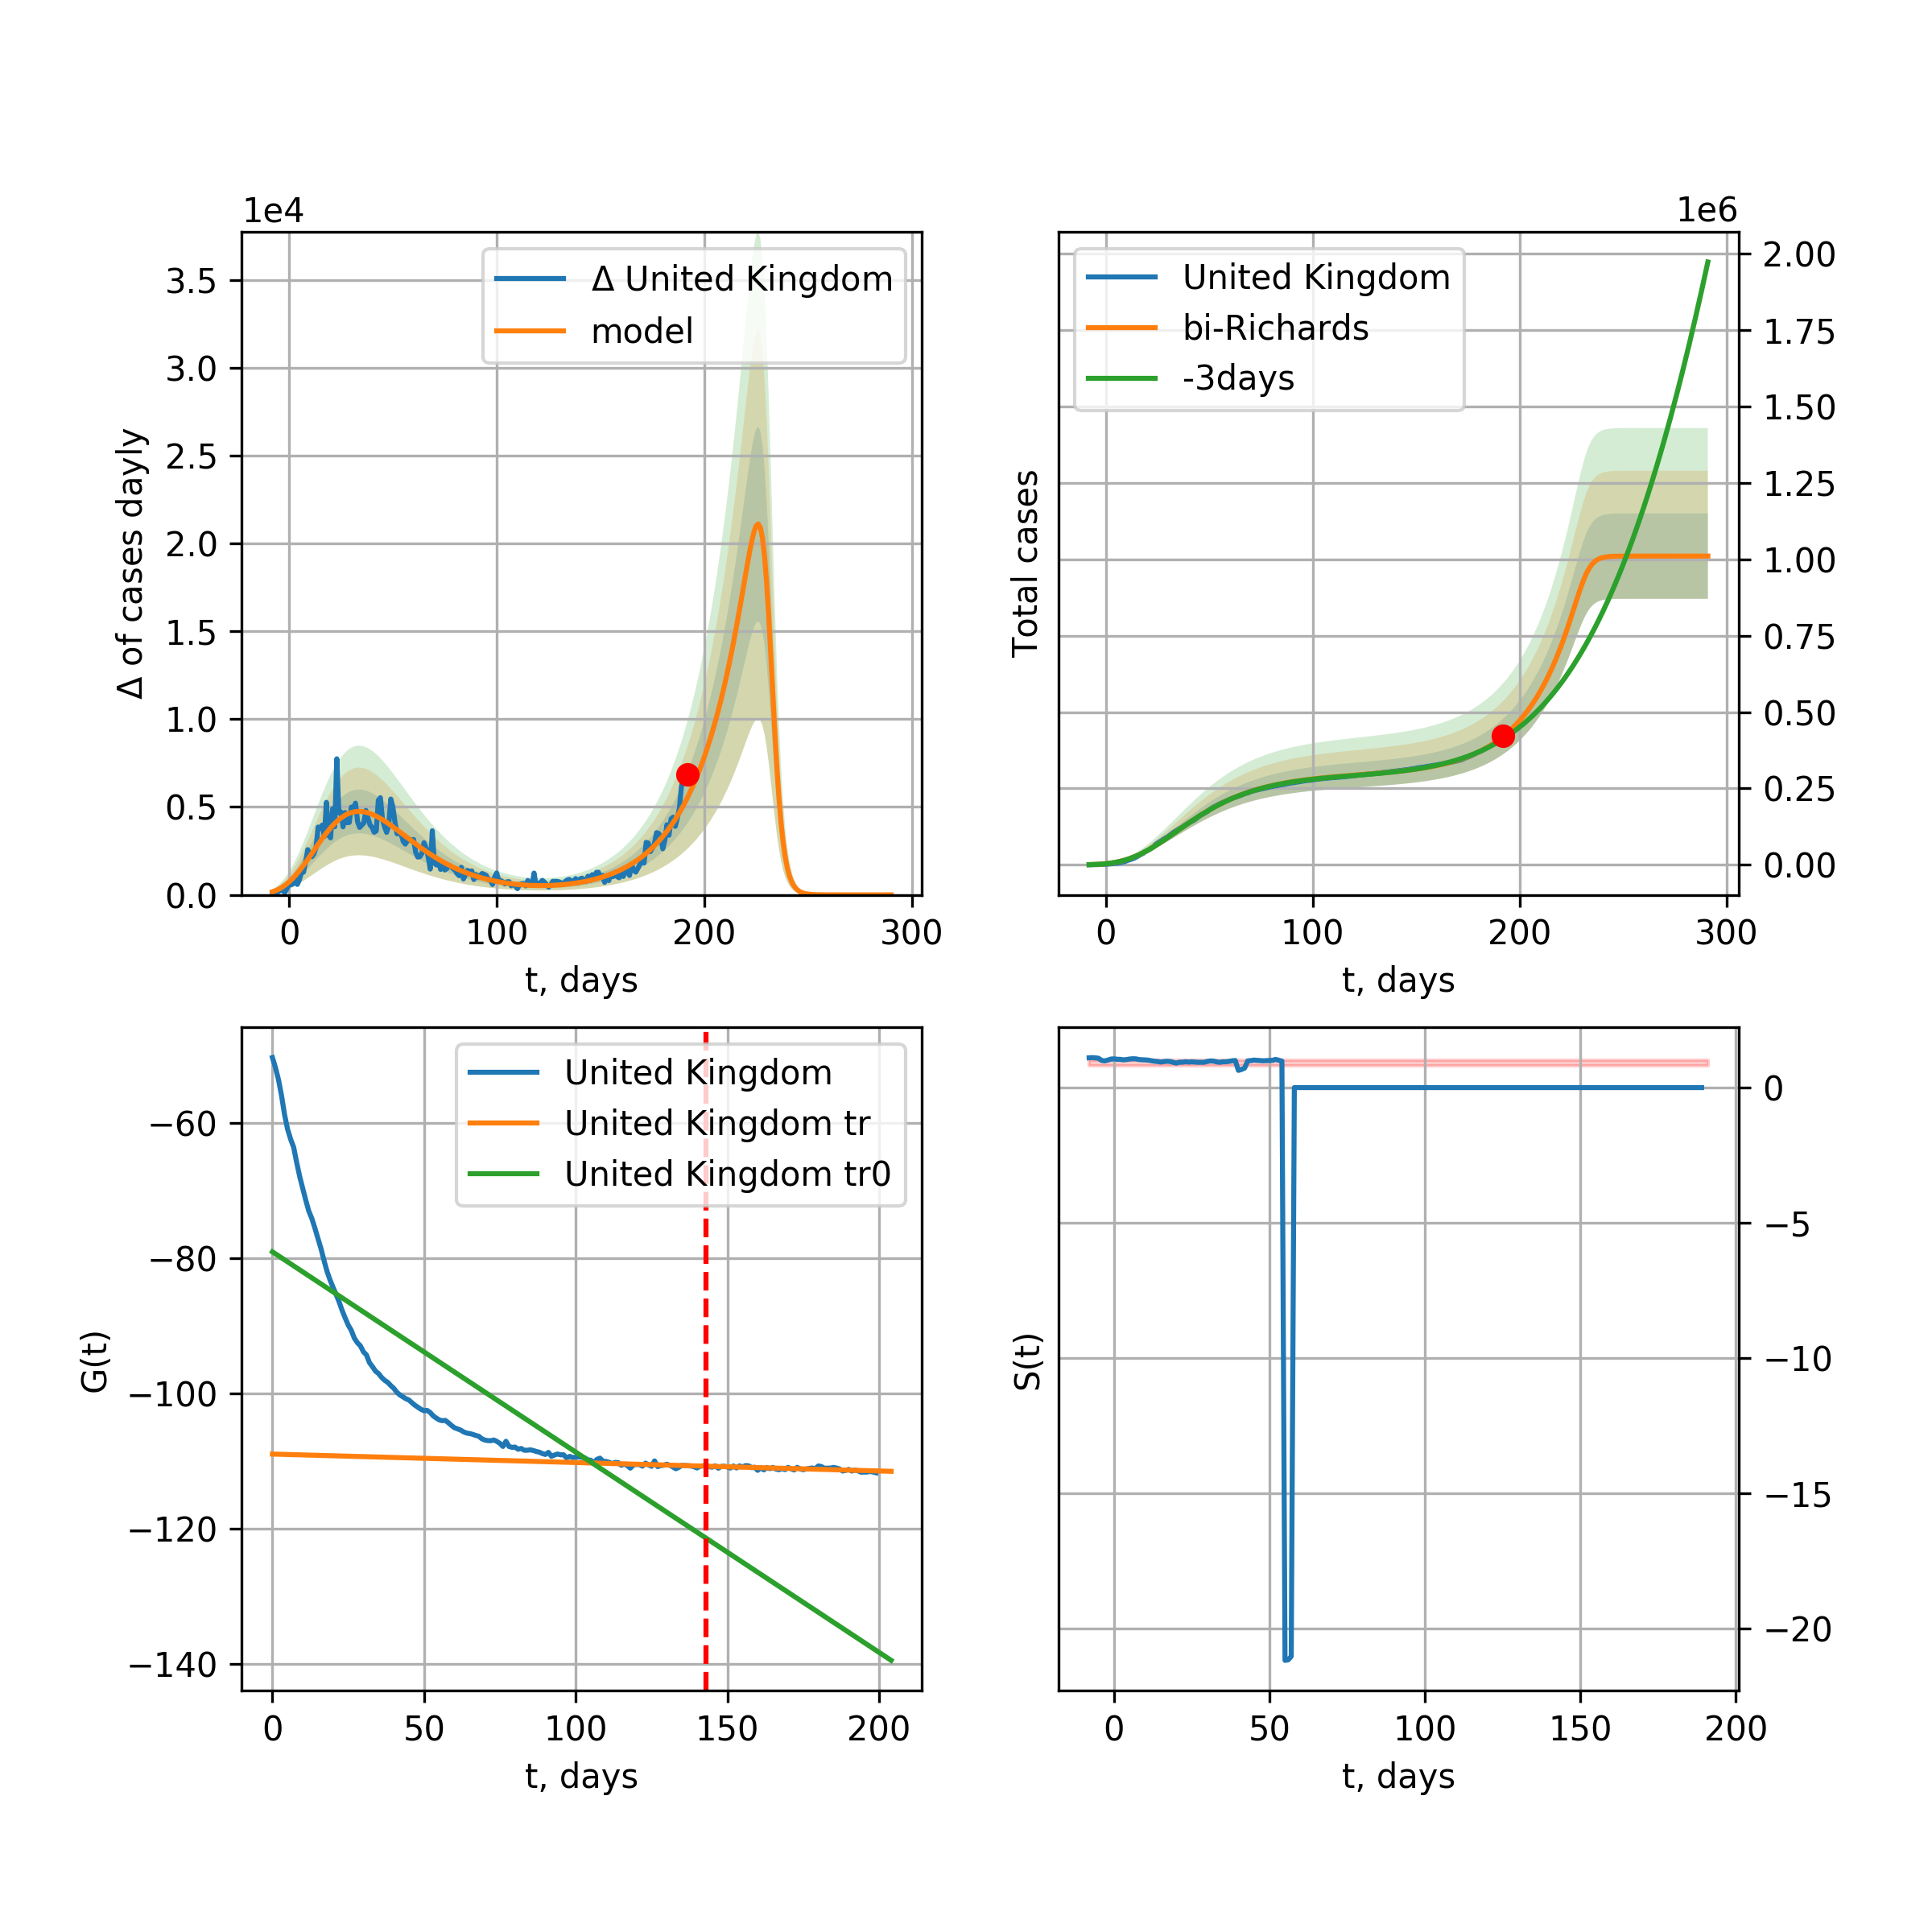 1e4
Δ United Kingdom
model
3.5
3.0
2.5
2.0
1.5
1.0
0.5
0.0
Δ of cases dayly
0 100 200 300
t, days
1e6
United Kingdom
bi-Richards
-3days
2.00
1.75
1.50
1.25
1.00
0.75
0.50
0.25
0.00
Total cases
0 100 200 300
t, days
United Kingdom
United Kingdom tr
United Kingdom tr0
−60
−80
−100
−120
−140
G(t)
0 50 100 150 200
t, days
0
−5
−10
−15
−20
S(t)
0 50 100 150 200
t, days